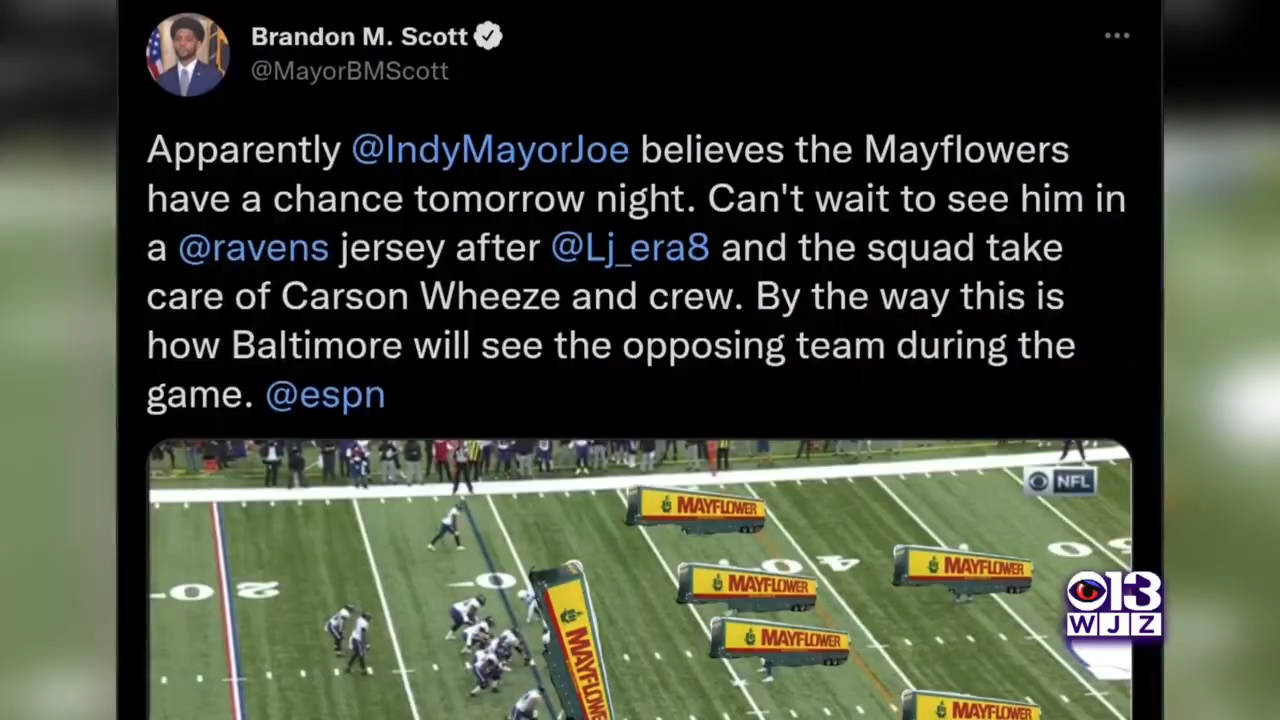 Brandon M. Scott
@MayorBMScott
Apparently @IndyMayorJoe believes the Mayflowers
have a chance tomorrow night. Can't wait to see him in
a @ravens jersey after @Lj_era8 and the squad take
care of Carson Wheeze and crew. By the way this is
how Baltimore will see the opposing team during the
game. @espn
NFL
MAYFLOWER
MAYFLOWER
MAYFLOWER
MAYFLOWER
MAYFLOWE
MAYFLOWER
13
WJZ